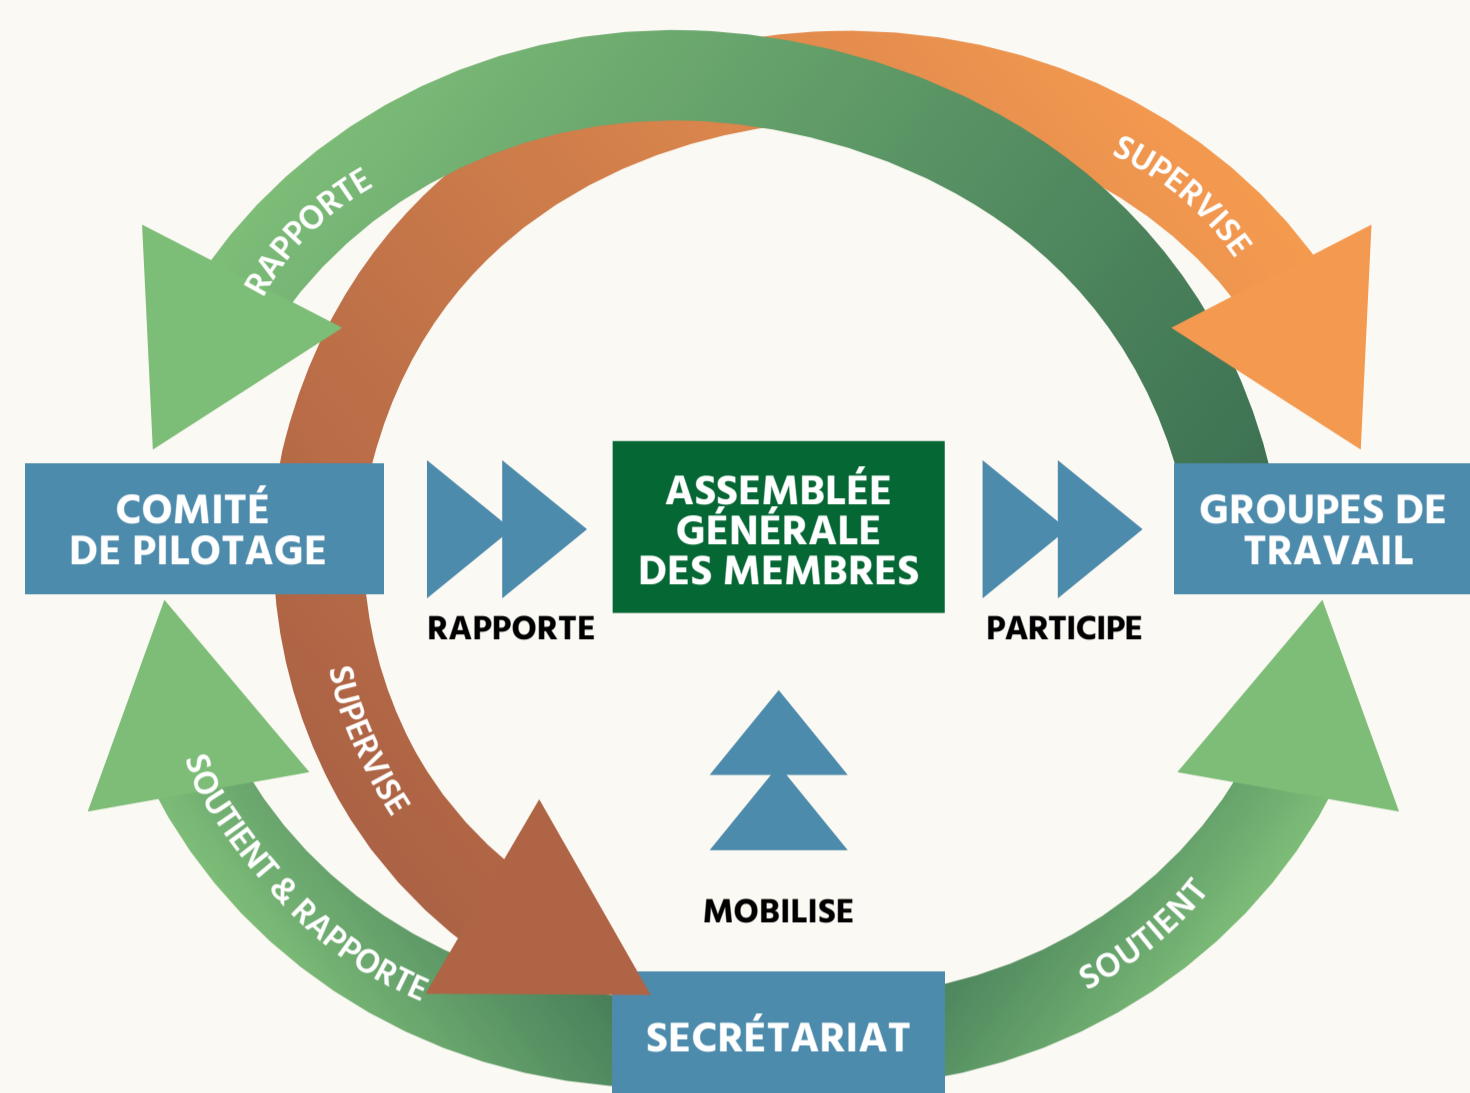 RAPPORTE
SUPERVISE
COMITÉ
DE PILOTAGE
RAPPORTE
ASSEMBLÉE
GÉNÉRALE
DES MEMBRES
PARTICIPE
GROUPES DE
TRAVAIL
SUPERVISE
SOUTIENT & RAPPORTE
MOBILISE
SOUTIENT
SECRÉTARIAT